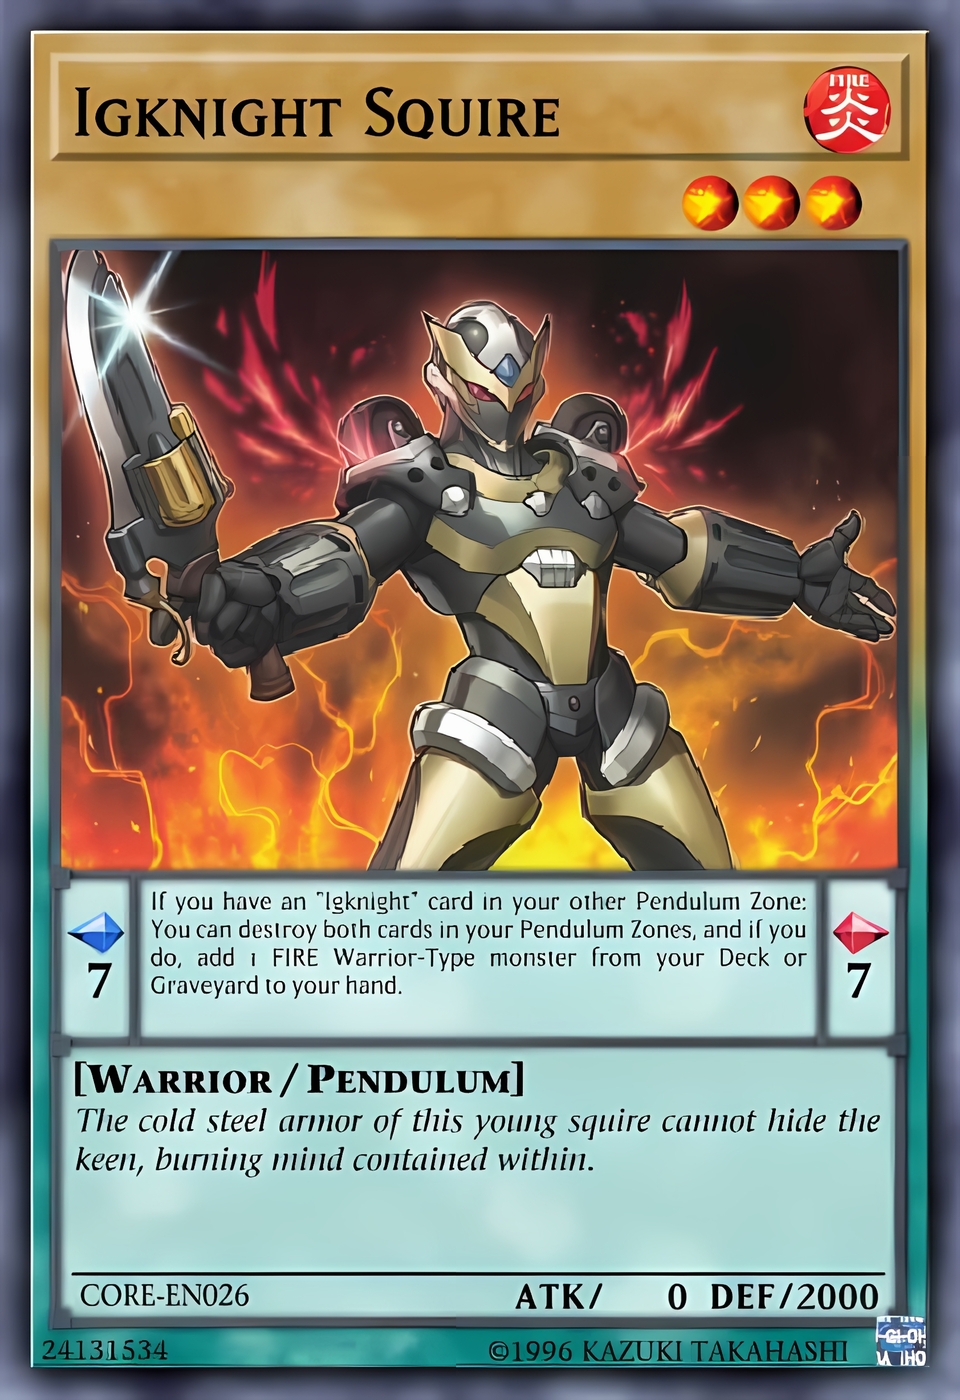 Igknight Squire
炎
7
If you have an "Igknight" card in your other Pendulum Zone:
You can destroy both cards in your Pendulum Zones, and if you
do, add 1 FIRE Warrior-Type monster from your Deck or
Graveyard to your hand.
7
[Warrior / Pendulum]
The cold steel armor of this young squire cannot hide the
keen, burning mind contained within.
CORE-EN026
ATK/ 0 DEF/2000
24131534
©1996 KAZUKI TAKAHASHI